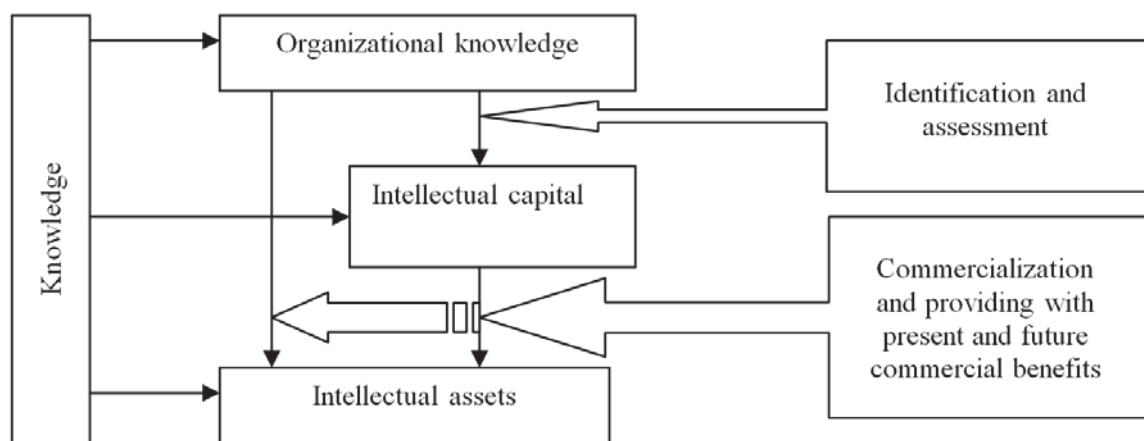 Knowledge
Organizational knowledge
Identification and
assessment
Intellectual capital
Commercialization
and providing with
present and future
commercial benefits
Intellectual assets